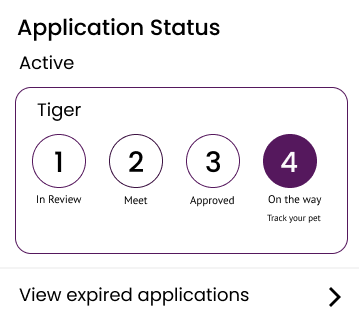 Application Status
Active
Tiger
1 2 3 4
In Review Meet Approved On the way
Track your pet
View expired applications